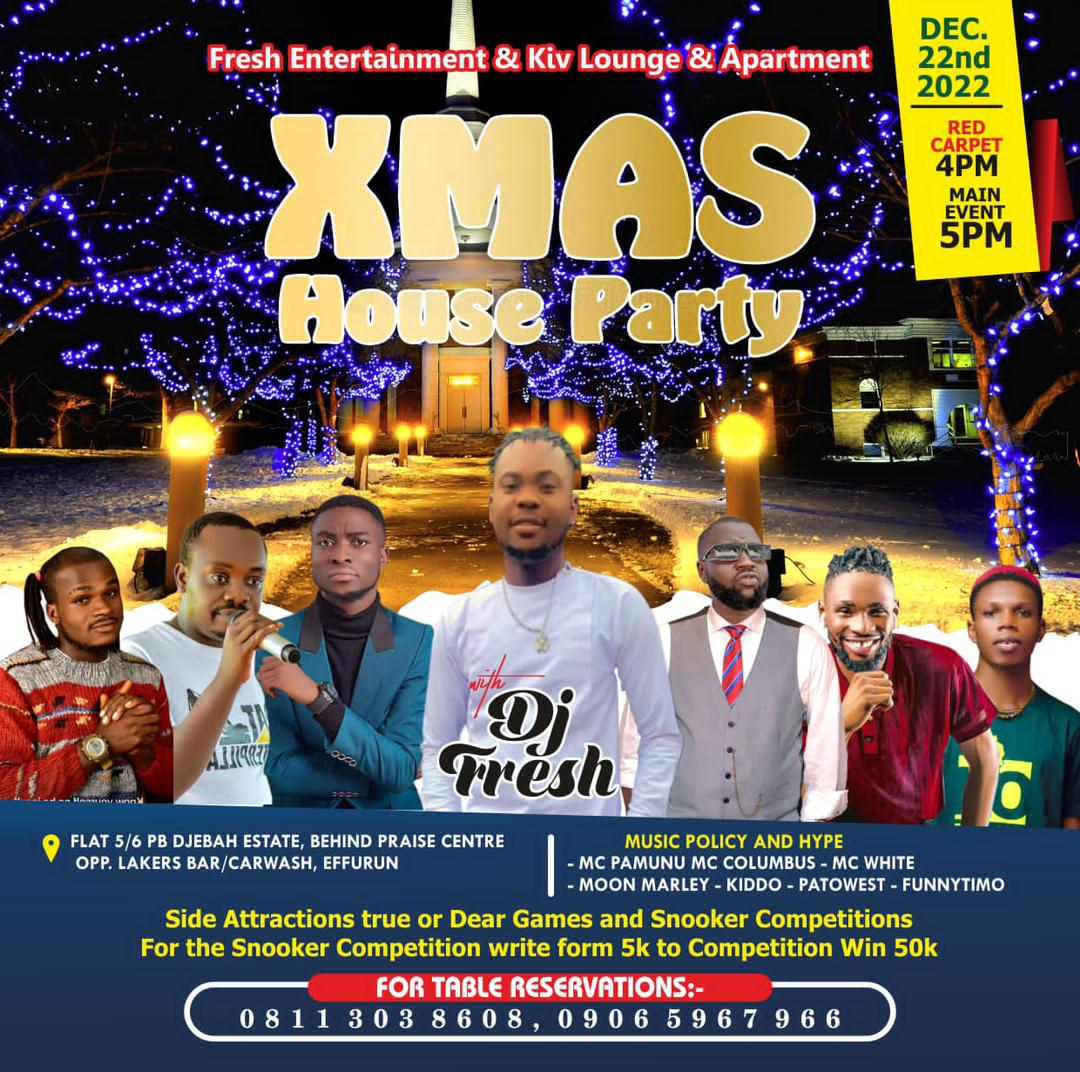 Fresh Entertainment & Kiv Lounge & Apartment
DEC.
22nd
2022
RED
CARPET
4PM
MAIN
EVENT
5PM
XMAS
House Party
with
Dj
Fresh
FLAT 5/6 PB DJEBAH ESTATE, BEHIND PRAISE CENTRE
OPP. LAKERS BAR/CARWASH, EFFURUN
MUSIC POLICY AND HYPE
- MC PAMUNU MC COLUMBUS - MC WHITE
- MOON MARLEY - KIDDO - PATOWEST - FUNNYTIMO
Side Attractions true or Dear Games and Snooker Competitions
For the Snooker Competition write form 5k to Competition Win 50k
FOR TABLE RESERVATIONS:-
0811 303 8608, 0906 5967 966